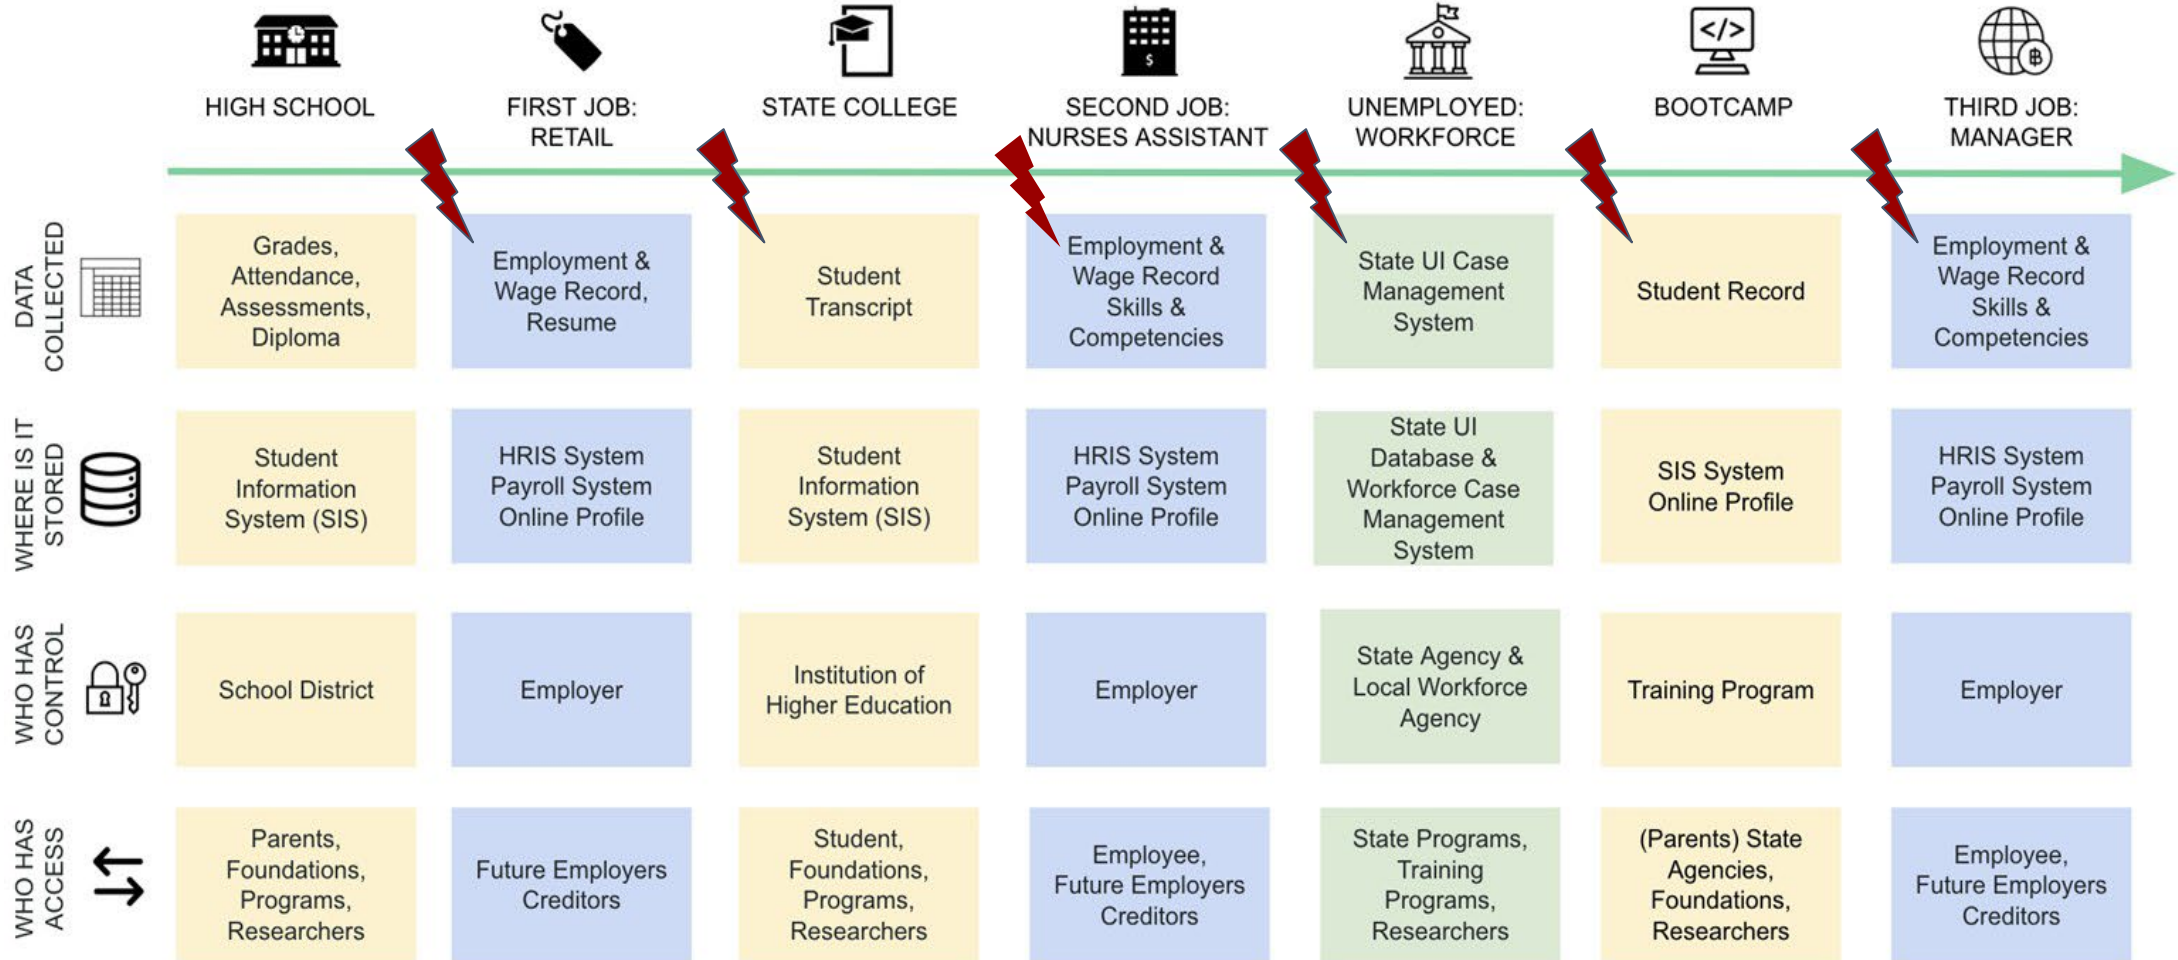 </>
$
HIGH SCHOOL
FIRST JOB:
RETAIL
STATE COLLEGE
SECOND JOB:
NURSES ASSISTANT
UNEMPLOYED:
WORKFORCE
BOOTCAMP
THIRD JOB:
MANAGER
DATA
COLLECTED
Grades,
Attendance,
Assessments,
Diploma
Employment &
Wage Record,
Resume
Student
Transcript
Employment &
Wage Record
Skills &
Competencies
State UI Case
Management
System
Student Record
Employment &
Wage Record
Skills &
Competencies
WHERE IS IT
STORED
Student
Information
System (SIS)
HRIS System
Payroll System
Online Profile
Student
Information
System (SIS)
HRIS System
Payroll System
Online Profile
State UI
Database &
Workforce Case
Management
System
SIS System
Online Profile
HRIS System
Payroll System
Online Profile
WHO HAS
CONTROL
School District
Employer
Institution of
Higher Education
Employer
State Agency &
Local Workforce
Agency
Training Program
Employer
WHO HAS
ACCESS
Parents,
Foundations,
Programs,
Researchers
Future Employers
Creditors
Student,
Foundations,
Programs,
Researchers
Employee,
Future Employers
Creditors
State Programs,
Training
Programs,
Researchers
(Parents) State
Agencies,
Foundations,
Researchers
Employee,
Future Employers
Creditors